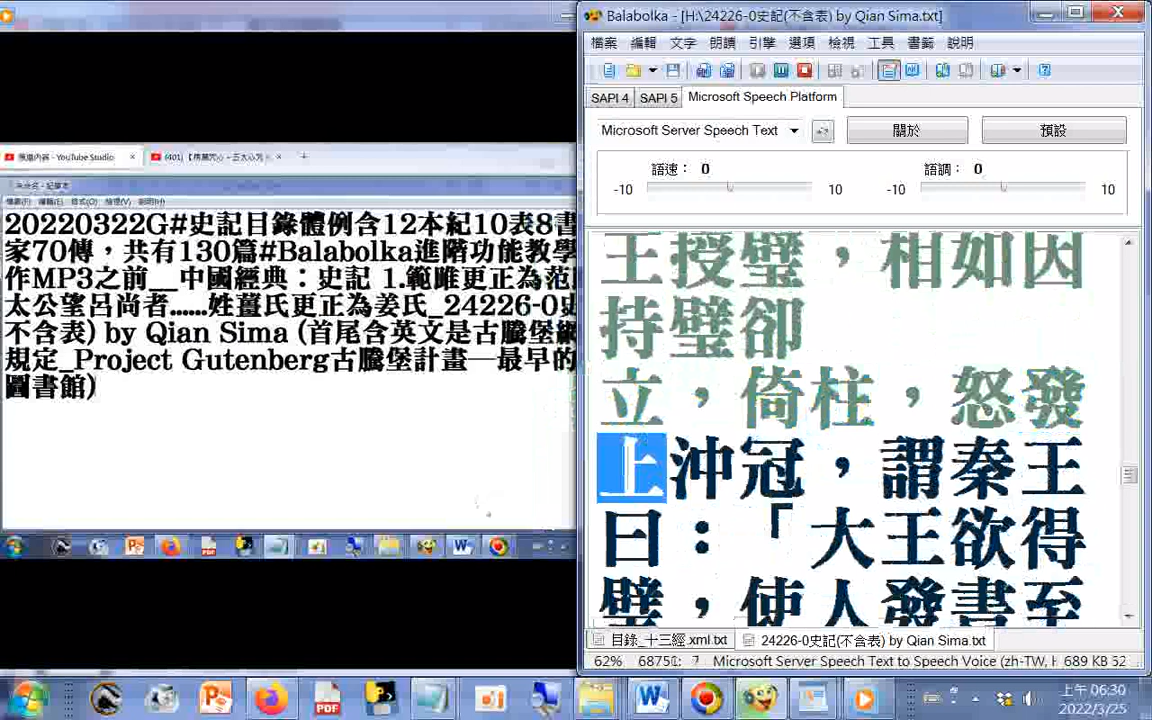 Balabolka - [H:\24226-0史記(不含表) by Qian Sima.txt]
檔案 編輯 文字 朗讀 引擎 選項 檢視 工具 書籤 說明
SAPI 4 SAPI 5 Microsoft Speech Platform
Microsoft Server Speech Text 關於 預設
語速： 0 語調： 0
-10 10 -10 10
王授璧，相如因
持璧卻
立，倚柱，怒發
上沖冠，謂秦王
曰：「大王欲得
璧，使人發書至
目錄_十三經.xml.txt 24226-0史記(不含表) by Qian Sima.txt
62% Microsoft Server Speech Text to Speech Voice (zh-TW, H 689 KB
YouTube Studio
20220322G#史記目錄體例含12本紀10表8書
家70傳，共有130篇#Balabolka進階功能教學
作MP3之前__中國經典：史記 1.範雎更正為范
太公望呂尚者......姓薑氏更正為姜氏_24226-0史
不含表) by Qian Sima (首尾含英文是古騰堡網
規定_Project Gutenberg古騰堡計畫—最早的
圖書館)
上午 06:30
2022/3/25